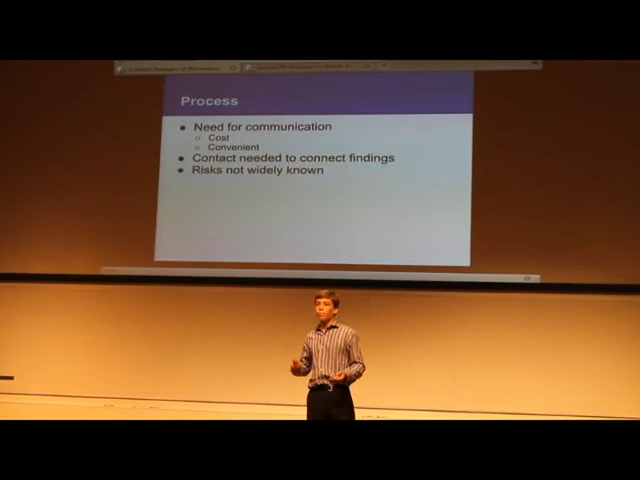 Process
● Need for communication
○ Cost
○ Convenient
● Contact needed to connect findings
● Risks not widely known